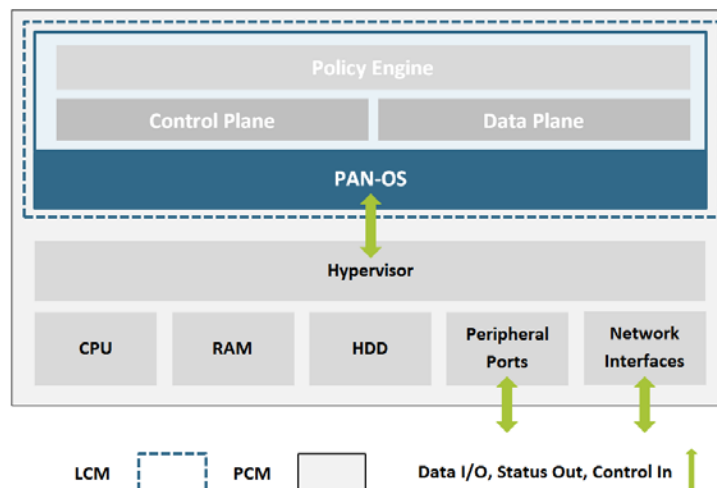 Policy Engine
Control Plane
Data Plane
PAN-OS
Hypervisor
CPU
RAM
HDD
Peripheral
Ports
Network
Interfaces
LCM
PCM
Data I/O, Status Out, Control In